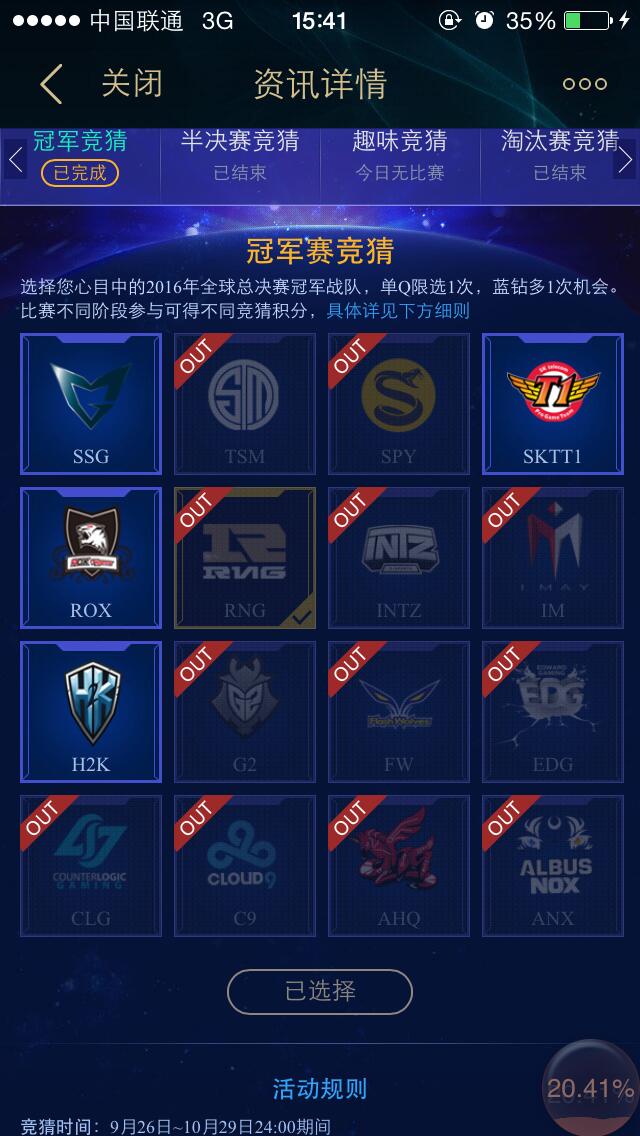 中国联通 3G 15:41 35%
关闭 资讯详情
冠军竞猜 半决赛竞猜 趣味竞猜 淘汰赛竞猜
已完成 已结束 今日无比赛 已结束
冠军赛竞猜
选择您心目中的2016年全球总决赛冠军战队，单Q限选1次，蓝钻多1次机会。
比赛不同阶段参与可得不同竞猜积分，具体详见下方细则
OUT OUT
SK telecom
T1
Pro Game Team
SSG TSM SPY SKTT1
OUT OUT OUT
ROX Tigers RNG INTZ IMAY
ROX RNG INTZ IM
OUT OUT OUT
H2K G2 Flash Wolves EDWARD GAMING EDG
H2K G2 FW EDG
OUT OUT OUT OUT
COUNTERLOGIC GAMING CLOUD9 ALBUS NOX
CLG C9 AHQ ANX
已选择
活动规则
20.41%
竞猜时间：9月26日~10月29日24:00期间